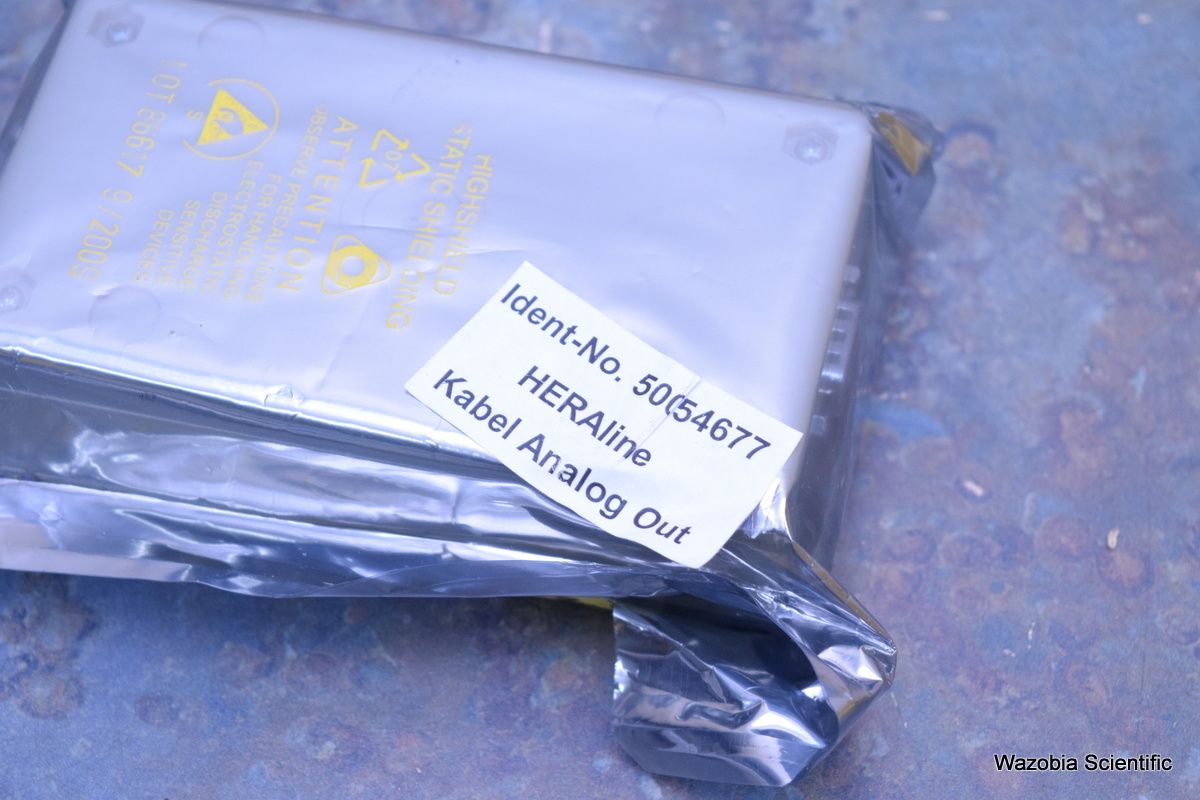 HIGHSHIELD
STATIC SHIELDING
ATTENTION
OBSERVE PRECAUTIONS
FOR HANDLING
ELECTROSTATIC
DISCHARGE
SENSITIVE
DEVICES
Ident-No. 50054677
HERAline
Kabel Analog Out
Wazobia Scientific